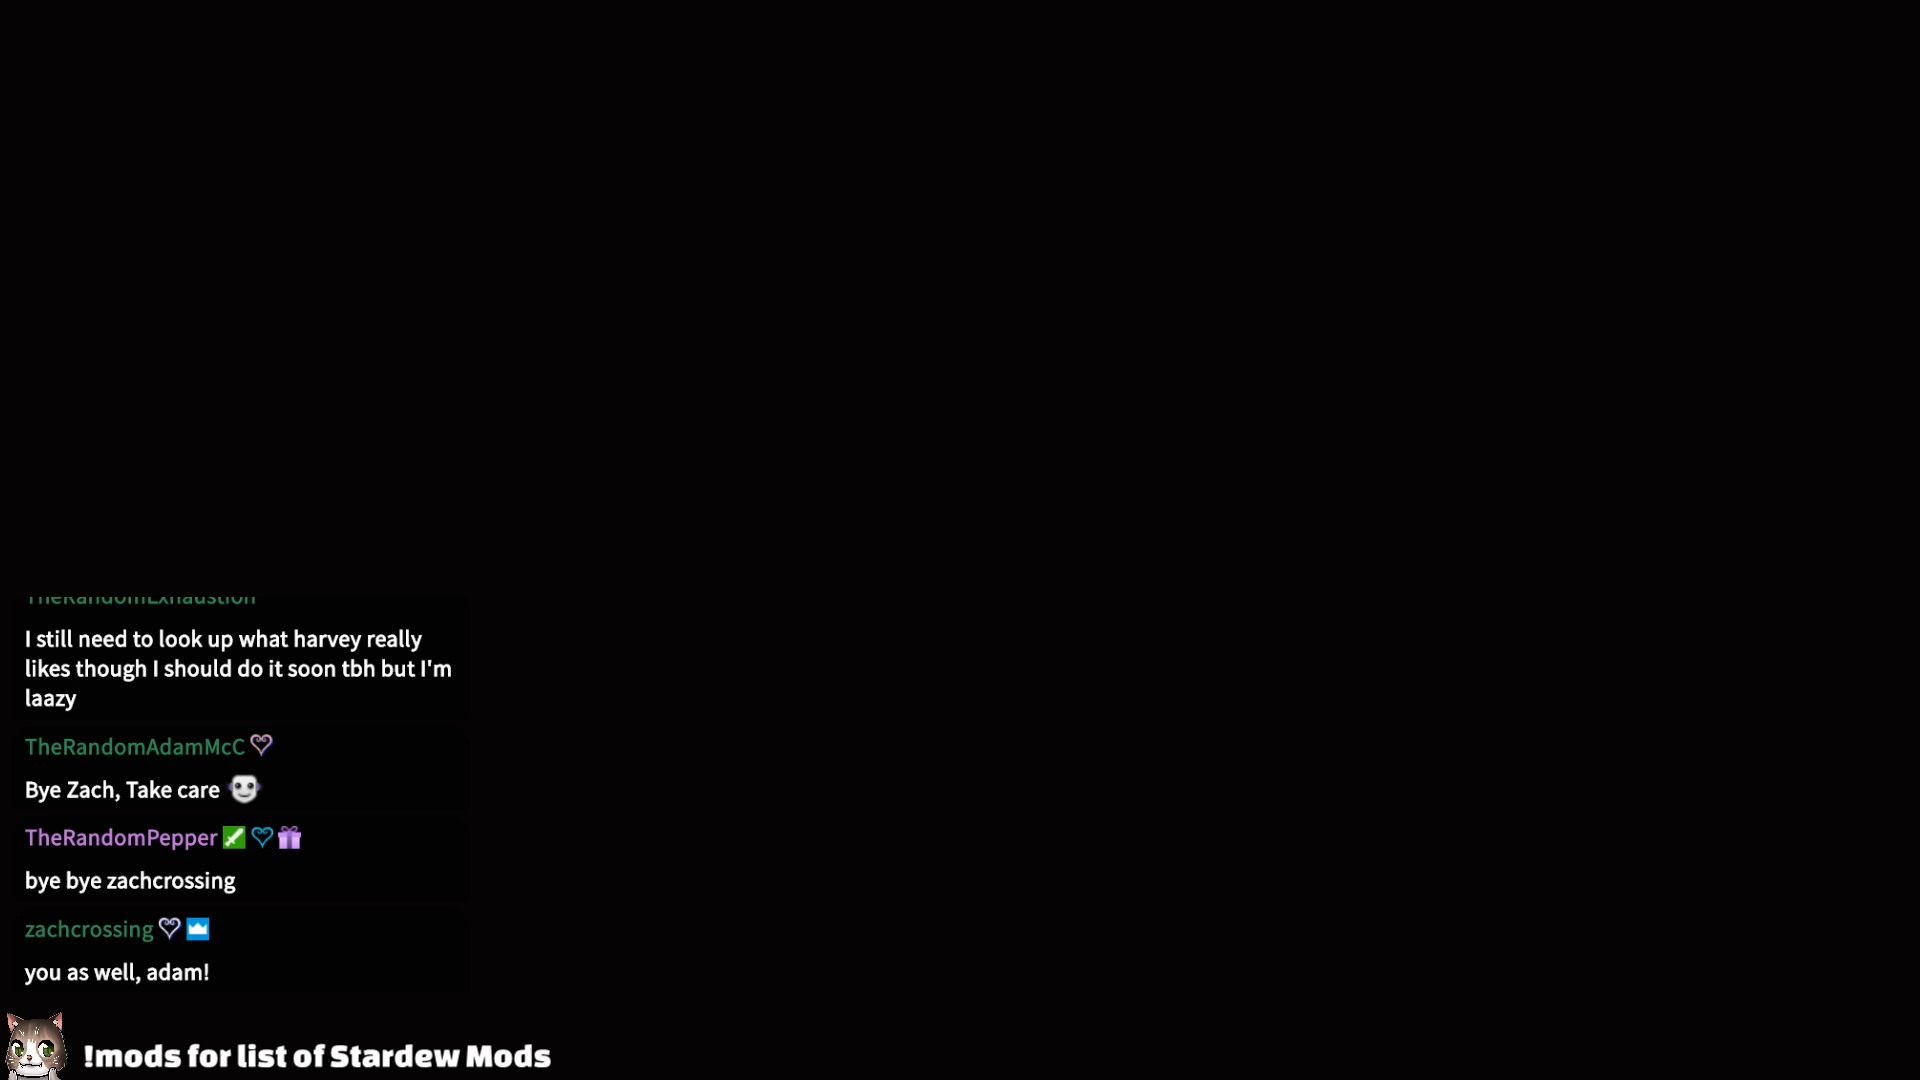 TheRandomExhaustion
I still need to look up what harvey really
likes though I should do it soon tbh but I'm
laazy
TheRandomAdamMcC
Bye Zach, Take care
TheRandomPepper
bye bye zachcrossing
zachcrossing
you as well, adam!
!mods for list of Stardew Mods